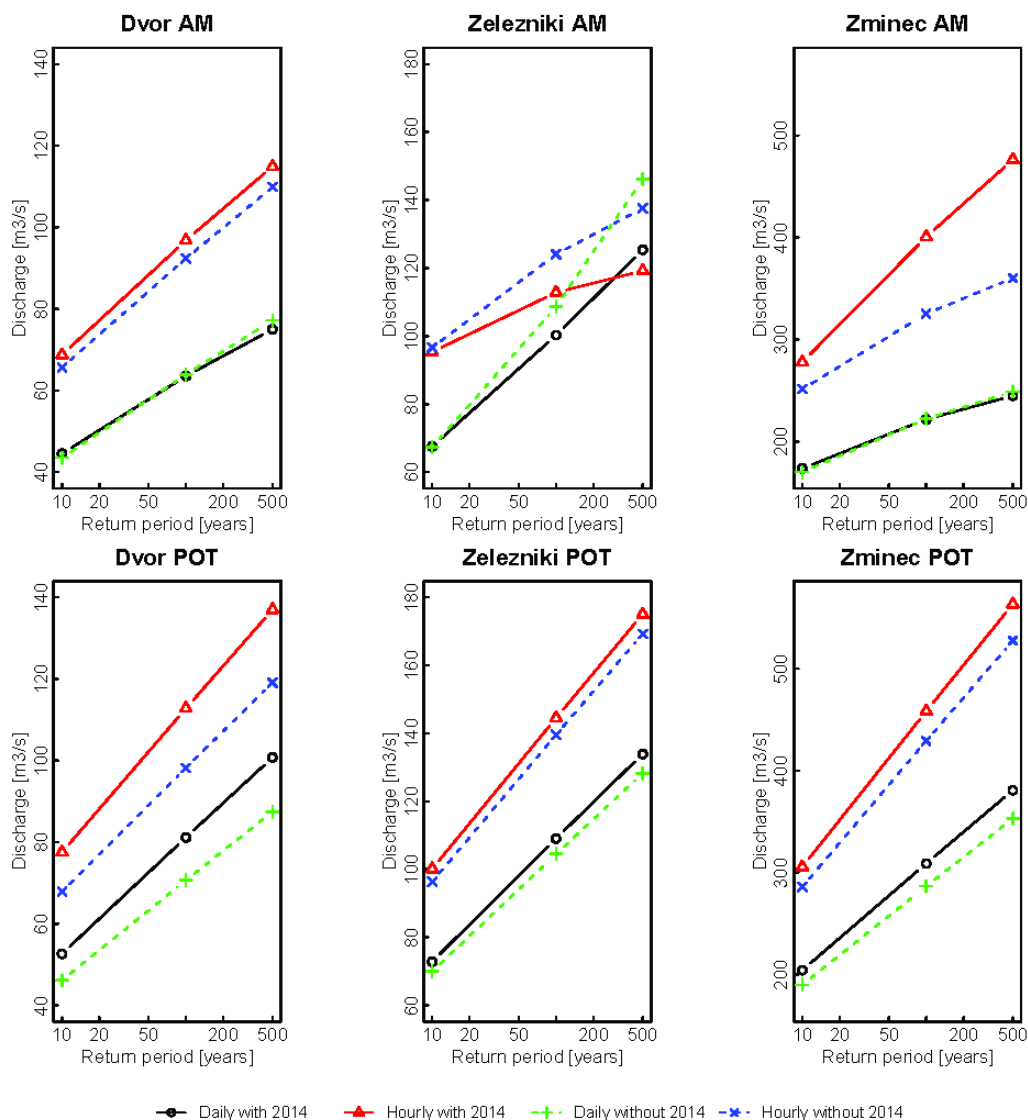 Dvor AM
Zelezniki AM
Zminec AM
Discharge [m3/s]
40 60 80 100 120 140
10 20 50 200 500
Return period [years]
Discharge [m3/s]
60 80 100 120 140 160 180
10 20 50 200 500
Return period [years]
Discharge [m3/s]
200 300 400 500
10 20 50 200 500
Return period [years]
Dvor POT
Zelezniki POT
Zminec POT
Discharge [m3/s]
40 60 80 100 120 140
10 20 50 200 500
Return period [years]
Discharge [m3/s]
60 80 100 120 140 160 180
10 20 50 200 500
Return period [years]
Discharge [m3/s]
200 300 400 500
10 20 50 200 500
Return period [years]
Daily with 2014 Hourly with 2014 Daily without 2014 Hourly without 2014